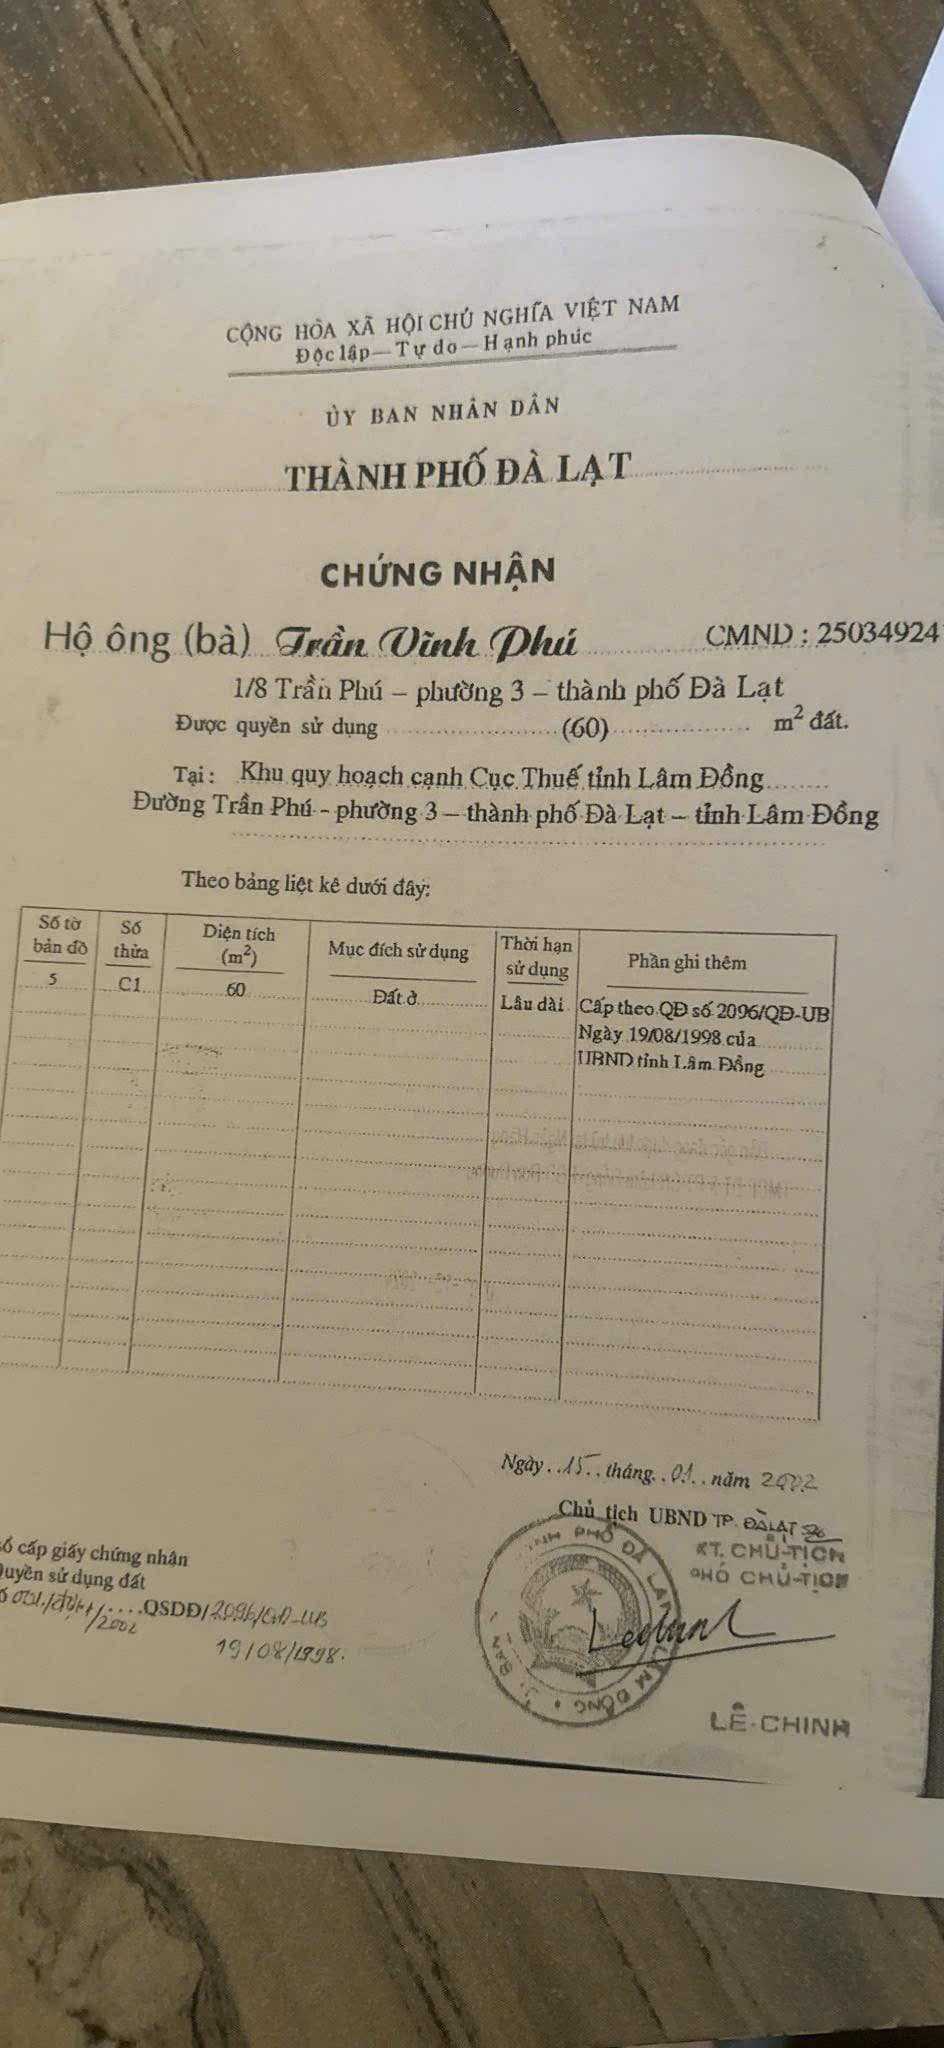 CỘNG HÒA XÃ HỘI CHỦ NGHĨA VIỆT NAM
Độc lập — Tự do — Hạnh phúc
ỦY BAN NHÂN DÂN
THÀNH PHỐ ĐÀ LẠT
CHỨNG NHẬN
Hộ ông (bà) Trần Vĩnh Phú CMND : 25034924
1/8 Trần Phú – phường 3 – thành phố Đà Lạt
Được quyền sử dụng (60) m² đất.
Tại : Khu quy hoạch cạnh Cục Thuế tỉnh Lâm Đồng
Đường Trần Phú - phường 3 – thành phố Đà Lạt – tỉnh Lâm Đồng
Theo bảng liệt kê dưới đây:
Số tờ bản đồ Số thửa Diện tích (m²) Mục đích sử dụng Thời hạn sử dụng Phần ghi thêm
5 C1 60 Đất ở Lâu dài Cấp theo QĐ số 2096/QĐ-UB
Ngày 19/08/1998 của
UBND tỉnh Lâm Đồng
Ngày 15 tháng 01 năm 2002
Chủ tịch UBND TP. ĐÀ LẠT
KT. CHỦ-TỊCH
PHÓ CHỦ-TỊCH
số cấp giấy chứng nhận
Quyền sử dụng đất
QSDĐ/2096/QĐ-UB
/2002
19/08/1998.
LÊ-CHINH